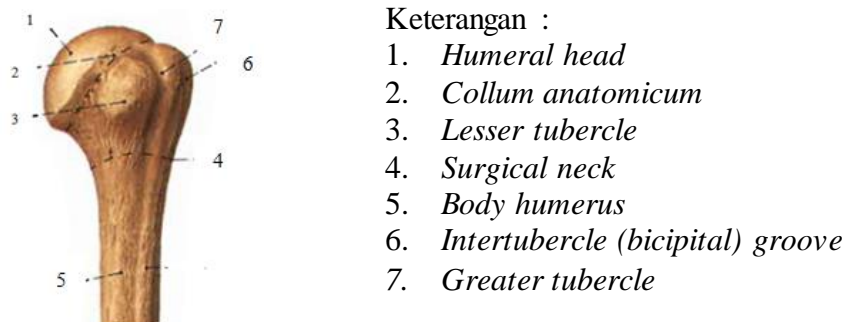 1
2
3
7
6
4
5
Keterangan :
1. Humeral head
2. Collum anatomicum
3. Lesser tubercle
4. Surgical neck
5. Body humerus
6. Intertubercle (bicipital) groove
7. Greater tubercle